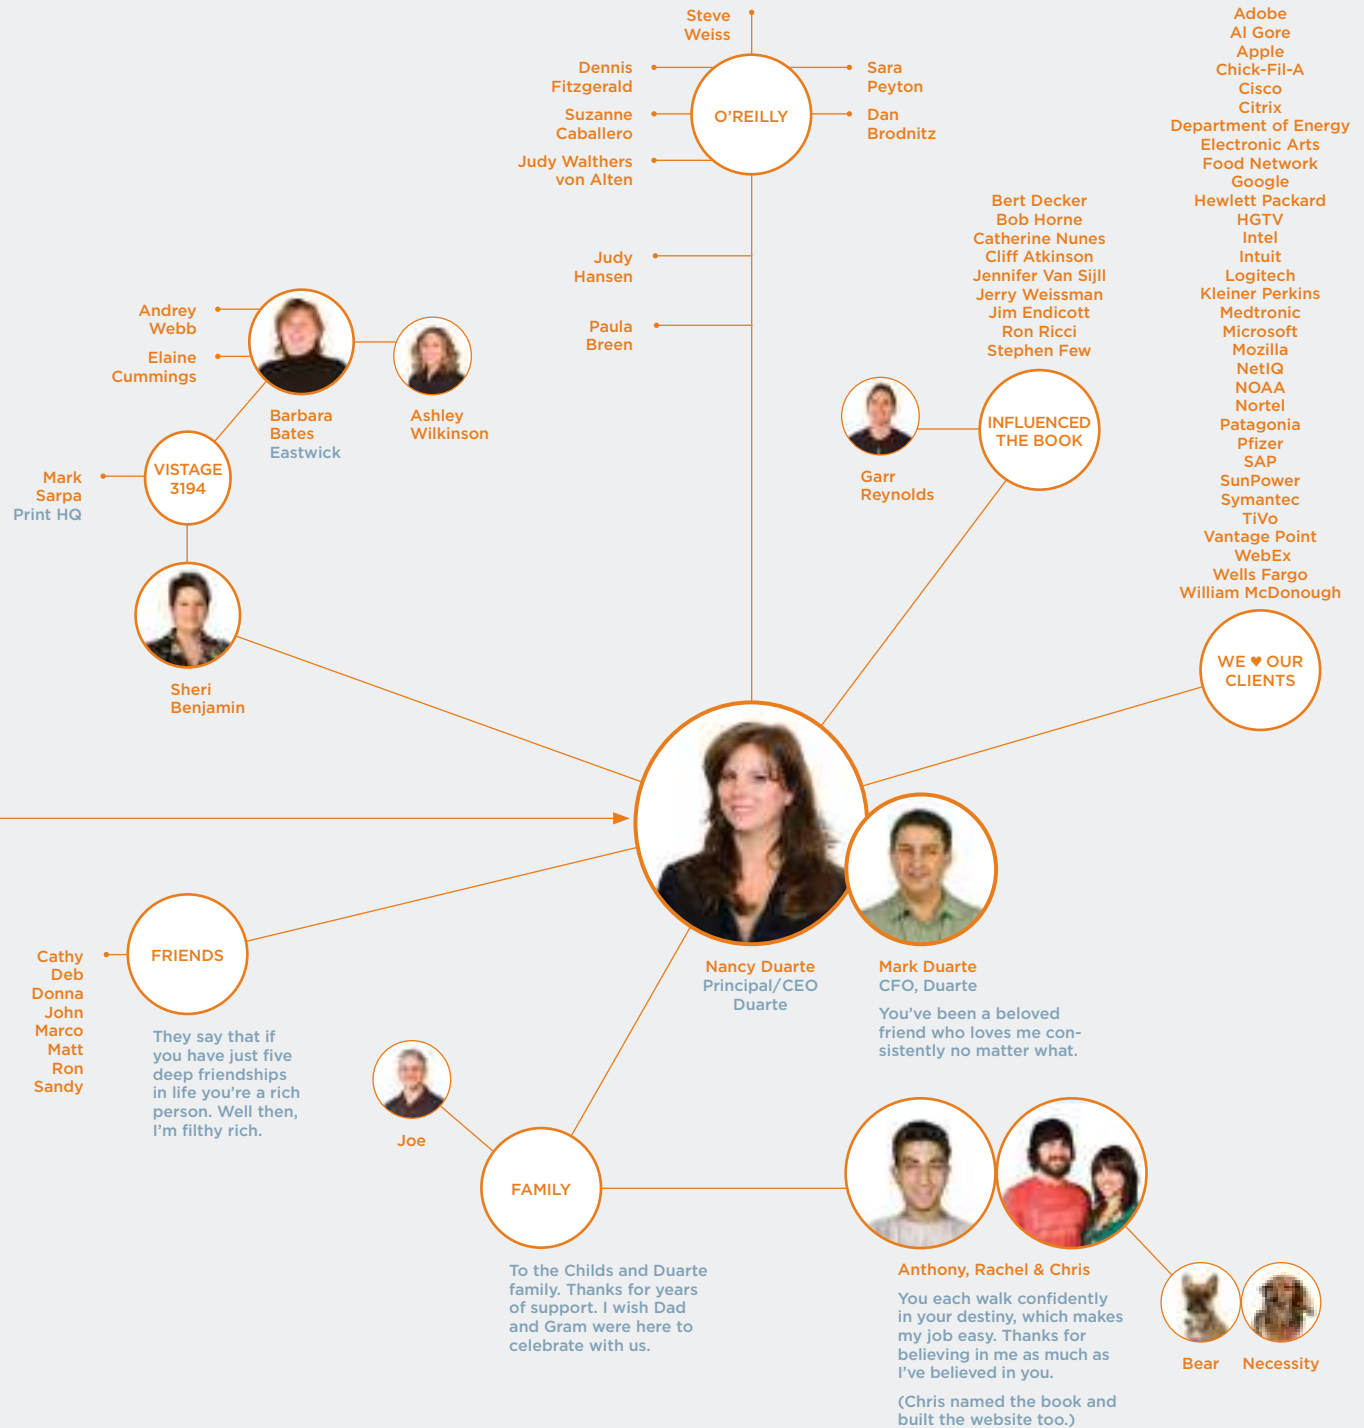 Steve
Weiss
Dennis
Fitzgerald
Suzanne
Caballero
Judy Walthers
von Alten
O'REILLY
Sara
Peyton
Dan
Brodnitz
Judy
Hansen
Paula
Breen
Adobe
Al Gore
Apple
Chick-Fil-A
Cisco
Citrix
Department of Energy
Electronic Arts
Food Network
Google
Hewlett Packard
HGTV
Intel
Intuit
Logitech
Kleiner Perkins
Medtronic
Microsoft
Mozilla
NetIQ
NOAA
Nortel
Patagonia
Pfizer
SAP
SunPower
Symantec
TiVo
Vantage Point
WebEx
Wells Fargo
William McDonough
WE ♥ OUR
CLIENTS
Bert Decker
Bob Horne
Catherine Nunes
Cliff Atkinson
Jennifer Van Sijll
Jerry Weissman
Jim Endicott
Ron Ricci
Stephen Few
INFLUENCED
THE BOOK
Garr
Reynolds
Andrey
Webb
Elaine
Cummings
Barbara
Bates
Eastwick
Ashley
Wilkinson
VISTAGE
3194
Mark
Sarpa
Print HQ
Sheri
Benjamin
Nancy Duarte
Principal/CEO
Duarte
Mark Duarte
CFO, Duarte
You've been a beloved
friend who loves me con-
sistently no matter what.
FRIENDS
Cathy
Deb
Donna
John
Marco
Matt
Ron
Sandy
They say that if
you have just five
deep friendships
in life you're a rich
person. Well then,
I'm filthy rich.
Joe
FAMILY
To the Childs and Duarte
family. Thanks for years
of support. I wish Dad
and Gram were here to
celebrate with us.
Anthony, Rachel & Chris
You each walk confidently
in your destiny, which makes
my job easy. Thanks for
believing in me as much as
I've believed in you.
(Chris named the book and
built the website too.)
Bear
Necessity